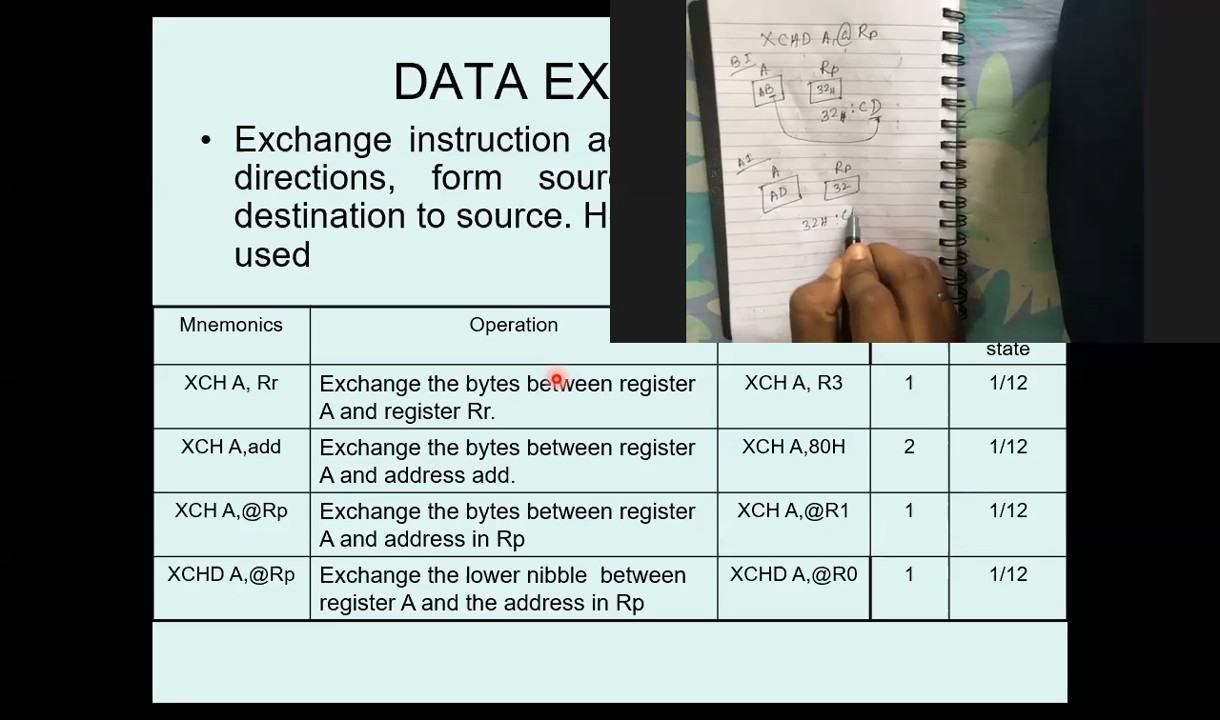 DATA EX
• Exchange instruction a
directions, form sour
destination to source. H
used
XCHD A,@ Rp
BI
A Rp
AB 32H
32H : CD
AI
A Rp
AD 32
32H : C
Mnemonics Operation state
XCH A, Rr Exchange the bytes between register A and register Rr. XCH A, R3 1 1/12
XCH A,add Exchange the bytes between register A and address add. XCH A,80H 2 1/12
XCH A,@Rp Exchange the bytes between register A and address in Rp XCH A,@R1 1 1/12
XCHD A,@Rp Exchange the lower nibble between register A and the address in Rp XCHD A,@R0 1 1/12